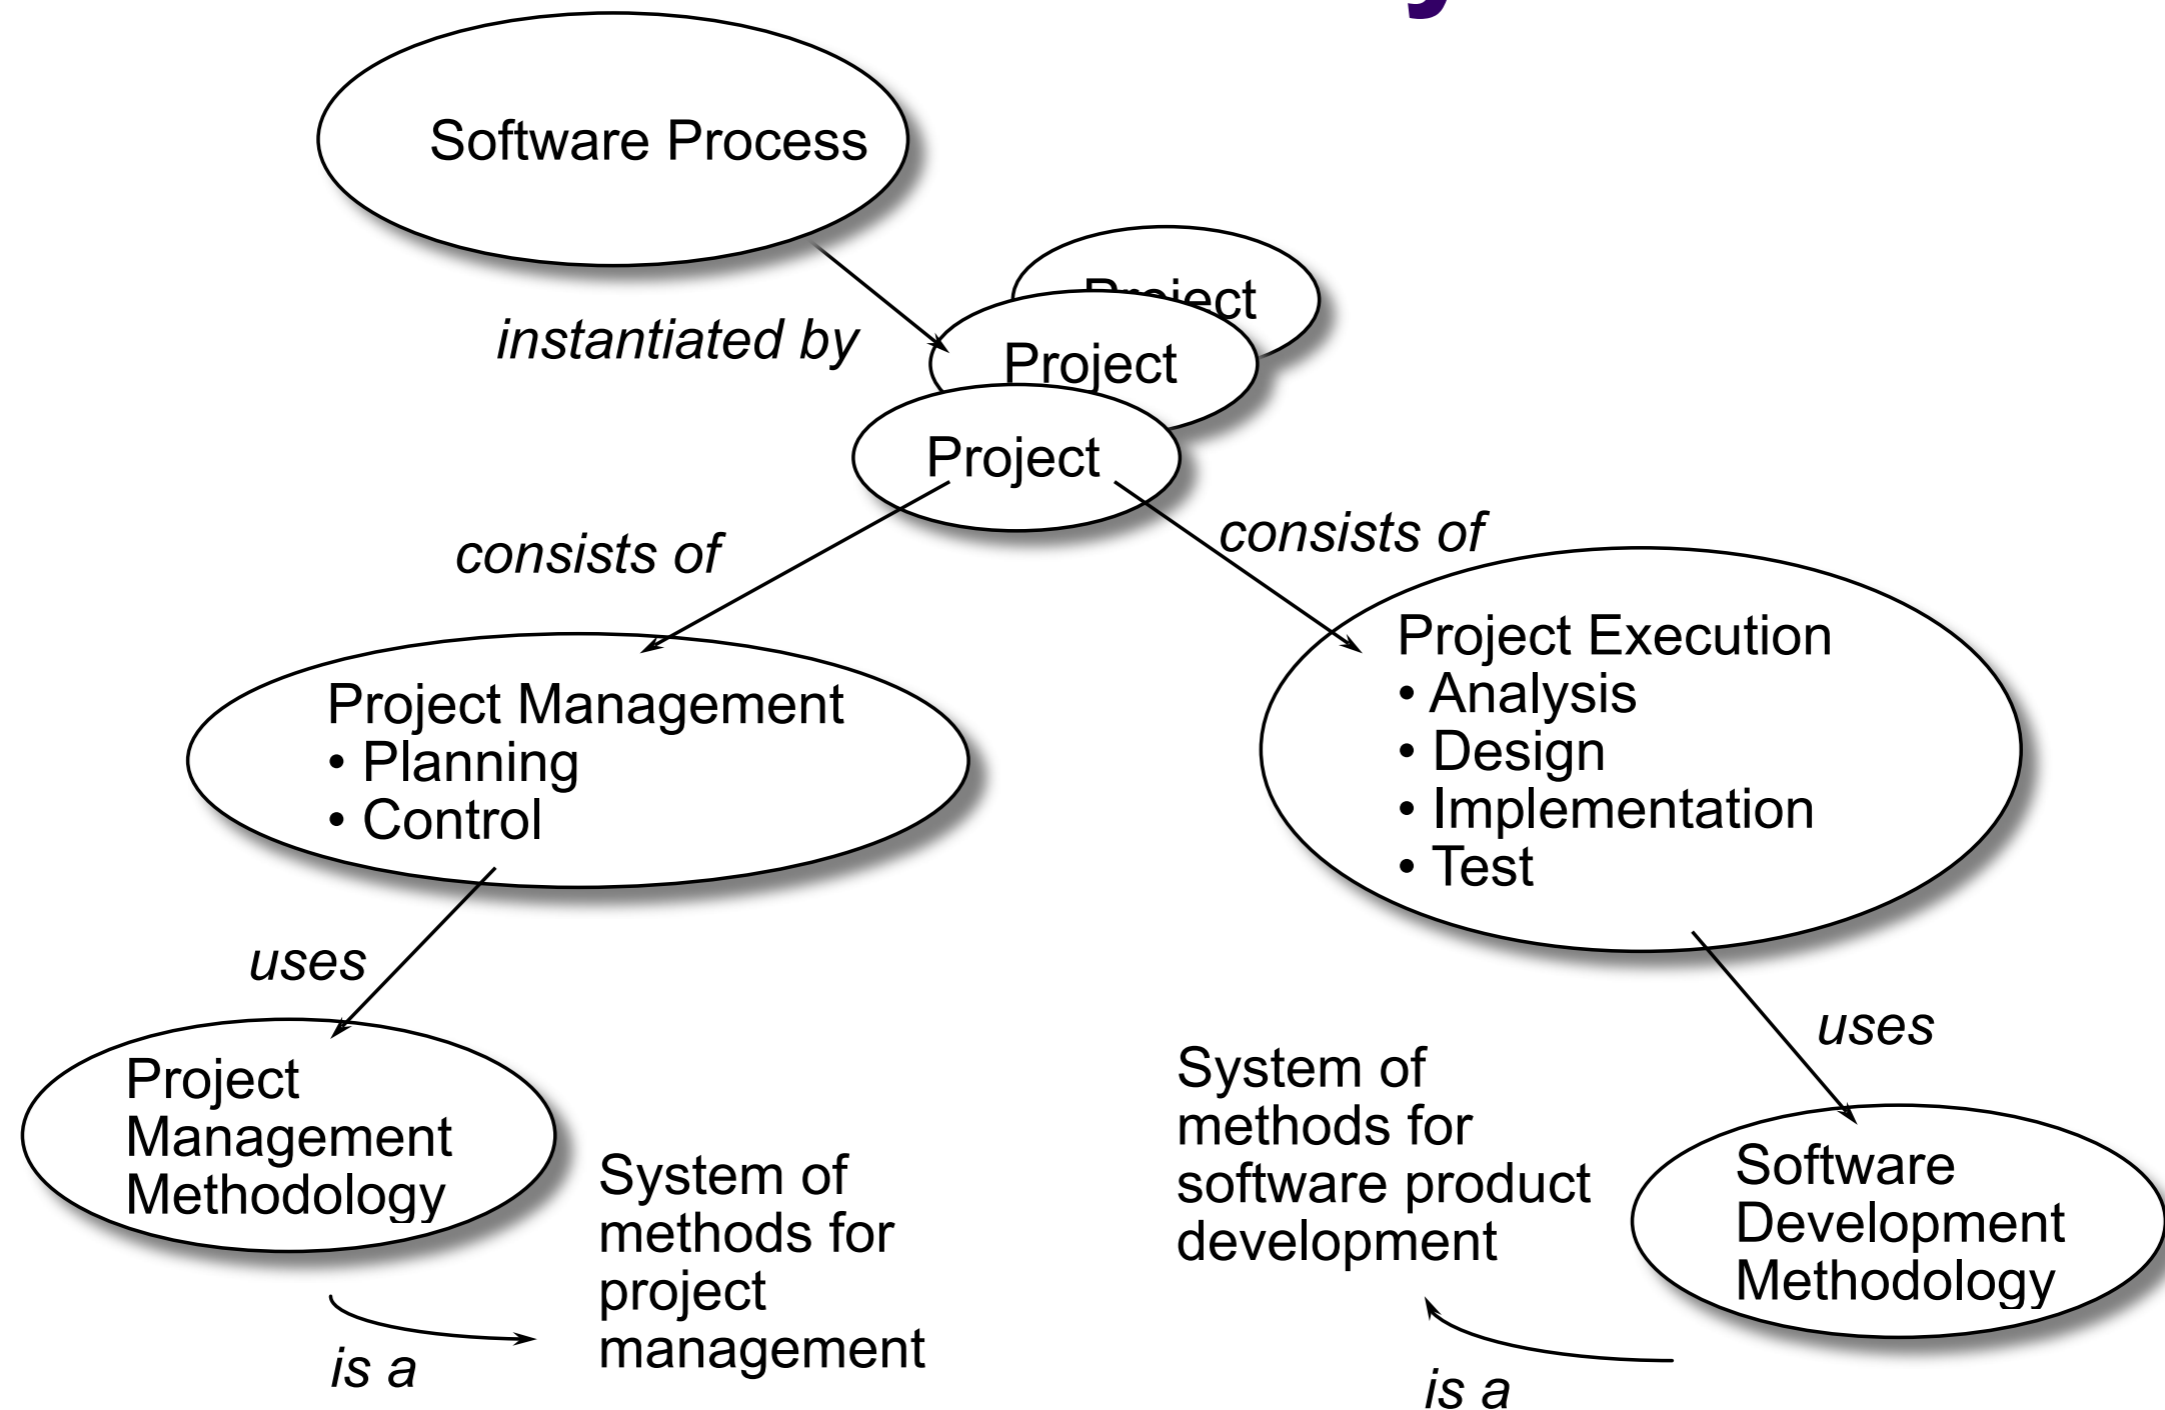 Software Process
instantiated by
Project
Project
Project
consists of
consists of
Project Management
• Planning
• Control
Project Execution
• Analysis
• Design
• Implementation
• Test
uses
uses
Project
Management
Methodology
System of
methods for
project
management
is a
System of
methods for
software product
development
Software
Development
Methodology
is a